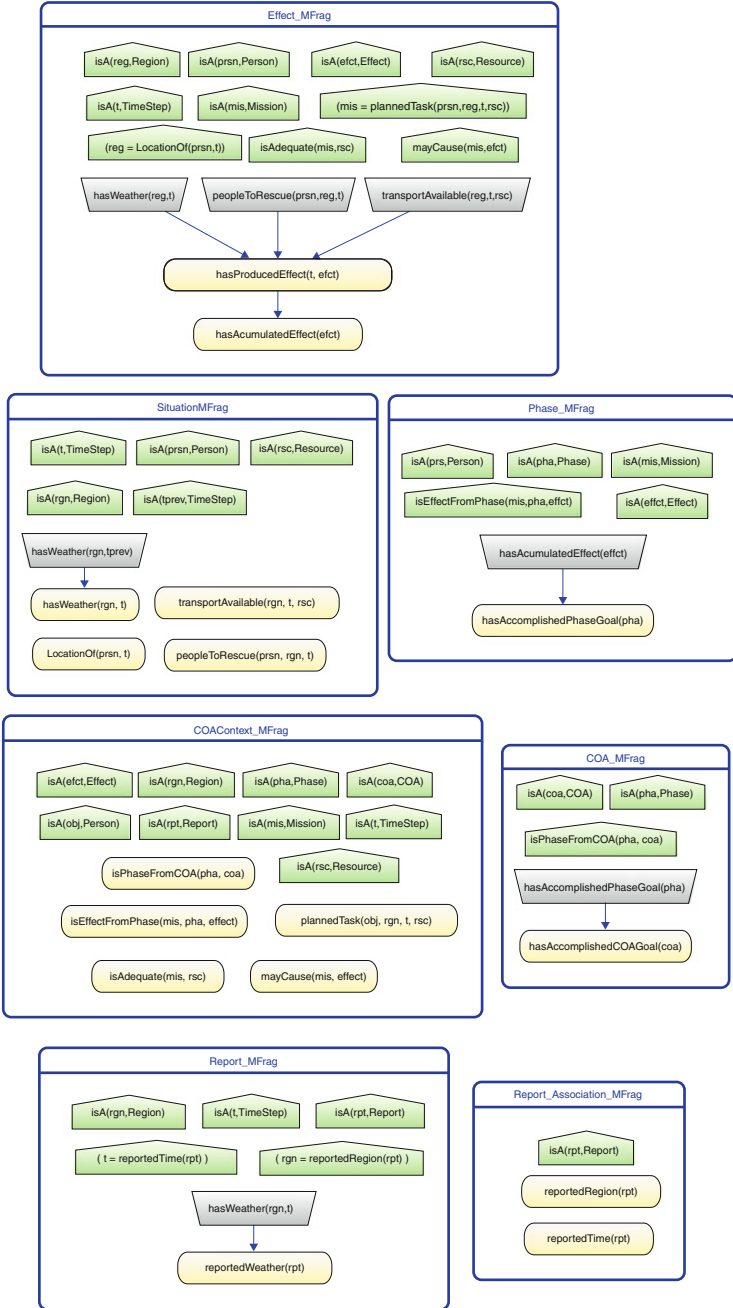 Effect_MFrag
isA(reg,Region) isA(prsn,Person) isA(efct,Effect) isA(rsc,Resource)
isA(t,TimeStep) isA(mis,Mission) (mis = plannedTask(prsn,reg,t,rsc))
(reg = LocationOf(prsn,t)) isAdequate(mis,rsc) mayCause(mis,efct)
hasWeather(reg,t) peopleToRescue(prsn,reg,t) transportAvailable(reg,t,rsc)
hasProducedEffect(t, efct)
hasAcumulatedEffect(efct)
SituationMFrag
isA(t,TimeStep) isA(prsn,Person) isA(rsc,Resource)
isA(rgn,Region) isA(tprev,TimeStep)
hasWeather(rgn,tprev)
hasWeather(rgn, t) transportAvailable(rgn, t, rsc)
LocationOf(prsn, t) peopleToRescue(prsn, rgn, t)
Phase_MFrag
isA(prs,Person) isA(pha,Phase) isA(mis,Mission)
isEffectFromPhase(mis,pha,effct) isA(effct,Effect)
hasAcumulatedEffect(effct)
hasAccomplishedPhaseGoal(pha)
COAContext_MFrag
isA(efct,Effect) isA(rgn,Region) isA(pha,Phase) isA(coa,COA)
isA(obj,Person) isA(rpt,Report) isA(mis,Mission) isA(t,TimeStep)
isPhaseFromCOA(pha, coa) isA(rsc,Resource)
isEffectFromPhase(mis, pha, effect) plannedTask(obj, rgn, t, rsc)
isAdequate(mis, rsc) mayCause(mis, effect)
COA_MFrag
isA(coa,COA) isA(pha,Phase)
isPhaseFromCOA(pha, coa)
hasAccomplishedPhaseGoal(pha)
hasAccomplishedCOAGoal(coa)
Report_MFrag
isA(rgn,Region) isA(t,TimeStep) isA(rpt,Report)
( t = reportedTime(rpt) ) ( rgn = reportedRegion(rpt) )
hasWeather(rgn,t)
reportedWeather(rpt)
Report_Association_MFrag
isA(rpt,Report)
reportedRegion(rpt)
reportedTime(rpt)